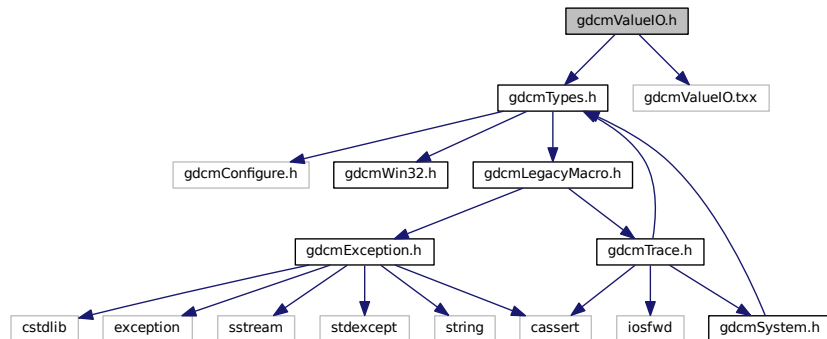 gdcmValueIO.h
gdcmTypes.h
gdcmValueIO.txx
gdcmConfigure.h
gdcmWin32.h
gdcmLegacyMacro.h
gdcmException.h
gdcmTrace.h
cstdlib
exception
sstream
stdexcept
string
cassert
iosfwd
gdcmSystem.h